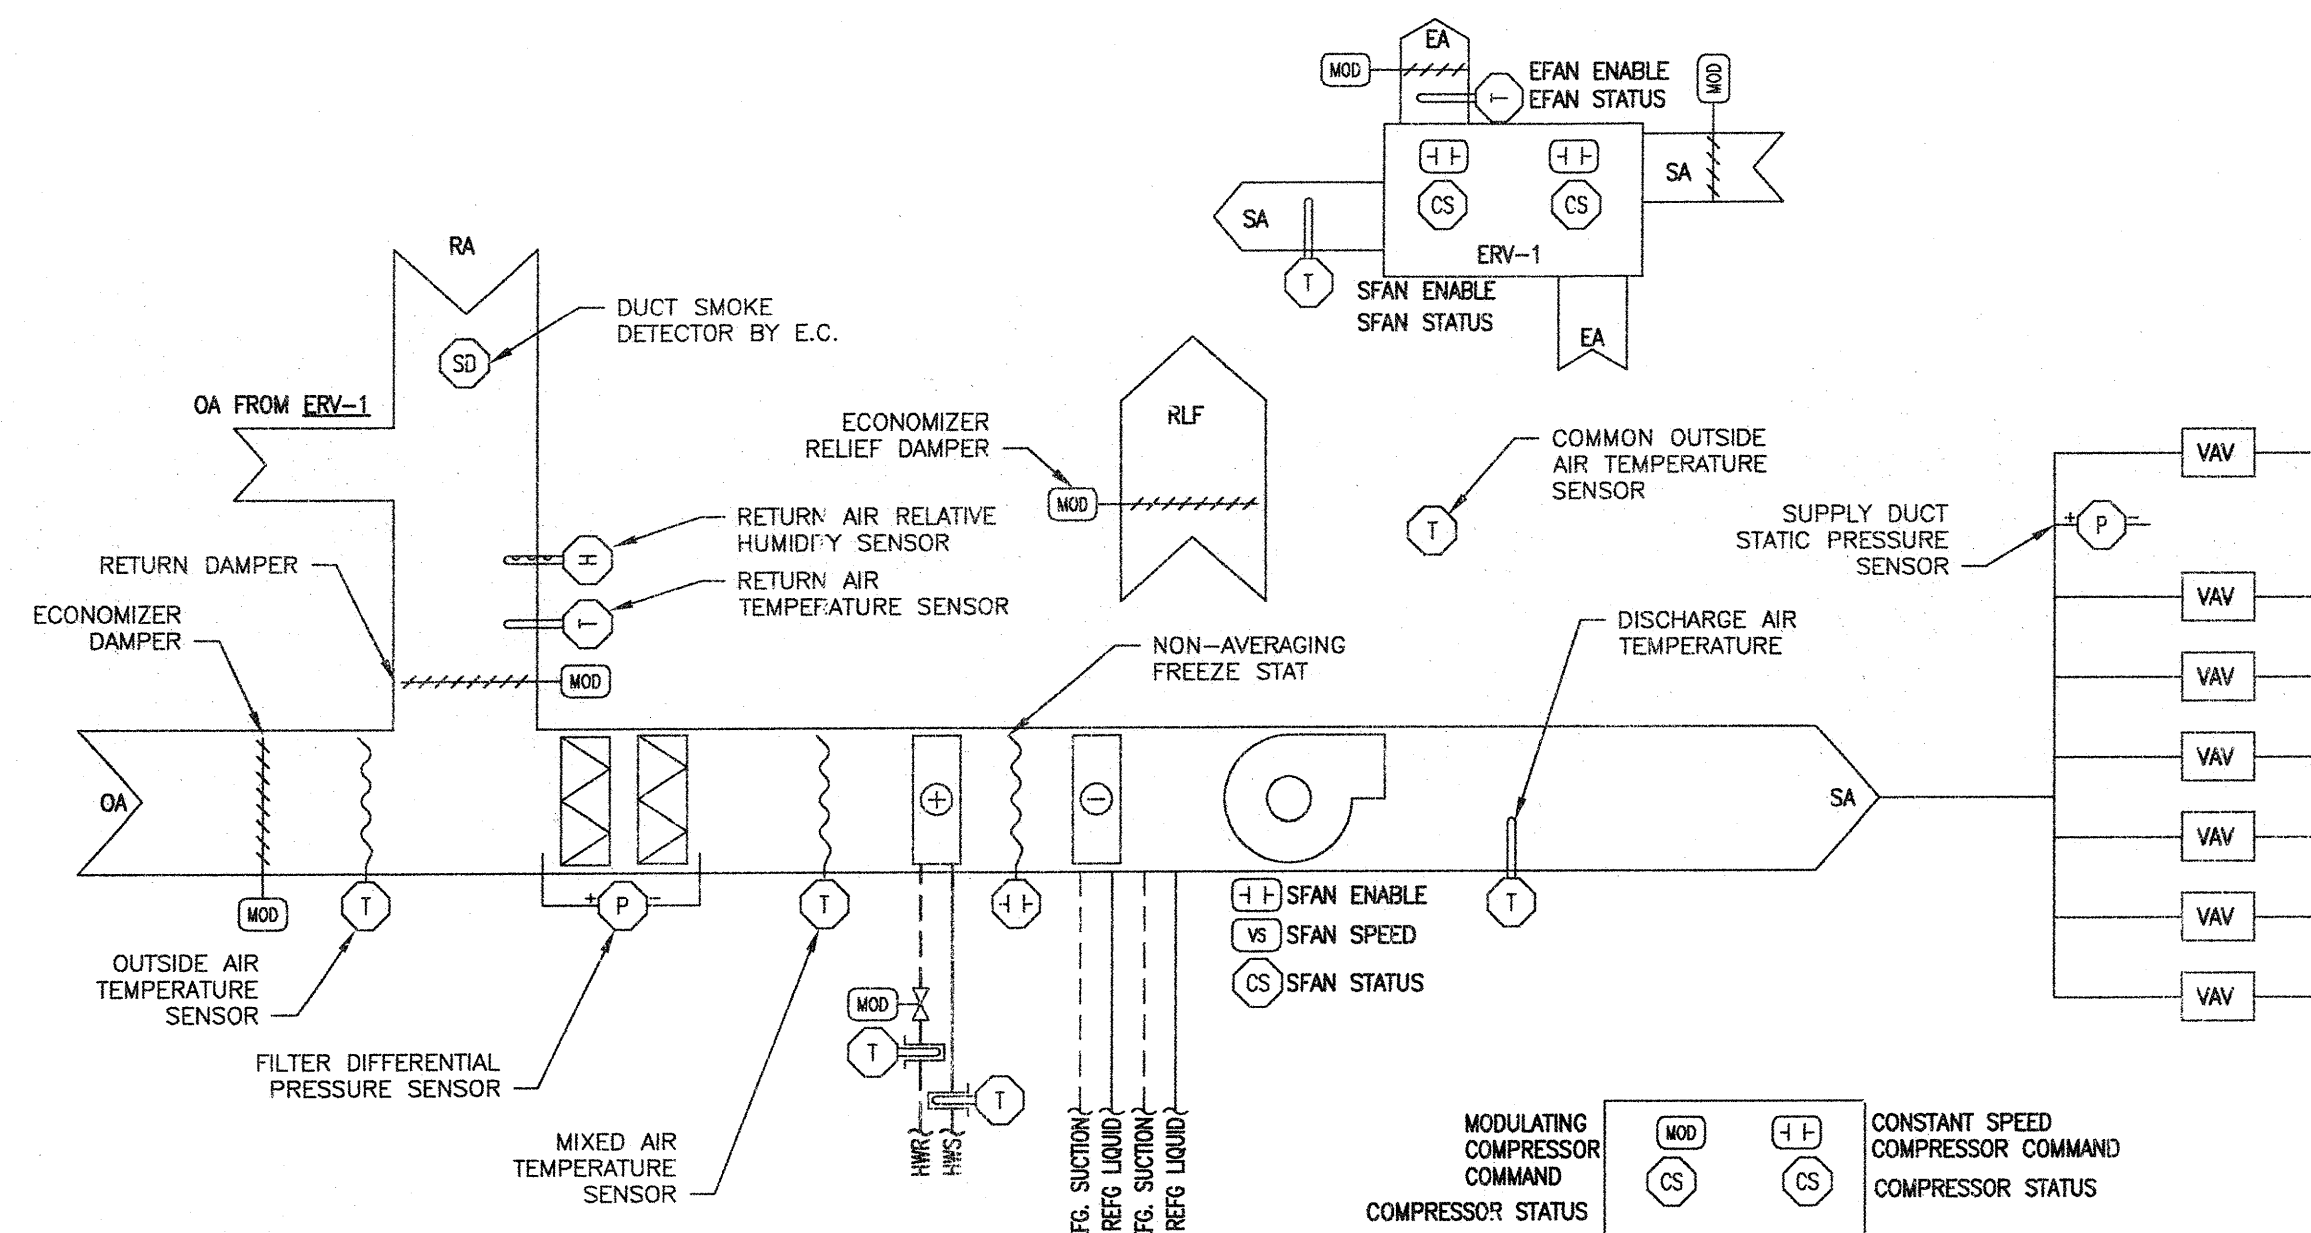 EA
MOD
EFAN ENABLE
EFAN STATUS
T
MOD
SA
CS
CS
SA
ERV-1
T
SFAN ENABLE
SFAN STATUS
EA
RA
DUCT SMOKE
DETECTOR BY E.C.
SD
OA FROM ERV-1
ECONOMIZER
RELIEF DAMPER
RLF
MOD
COMMON OUTSIDE
AIR TEMPERATURE
SENSOR
T
SUPPLY DUCT
STATIC PRESSURE
SENSOR
+ P -
VAV
VAV
VAV
VAV
VAV
VAV
VAV
RETURN AIR RELATIVE
HUMIDITY SENSOR
H
RETURN AIR
TEMPERATURE SENSOR
T
RETURN DAMPER
ECONOMIZER
DAMPER
MOD
NON-AVERAGING
FREEZE STAT
DISCHARGE AIR
TEMPERATURE
OA
+
-
SA
MOD
T
+ P -
T
SFAN ENABLE
VS SFAN SPEED
CS SFAN STATUS
T
OUTSIDE AIR
TEMPERATURE
SENSOR
FILTER DIFFERENTIAL
PRESSURE SENSOR
MIXED AIR
TEMPERATURE
SENSOR
MOD
T
T
HWR
HWS
FG. SUCTION
REFG LIQUID
FG. SUCTION
REFG LIQUID
MODULATING
COMPRESSOR
COMMAND
COMPRESSOR STATUS
MOD
CS
CS
CONSTANT SPEED
COMPRESSOR COMMAND
COMPRESSOR STATUS